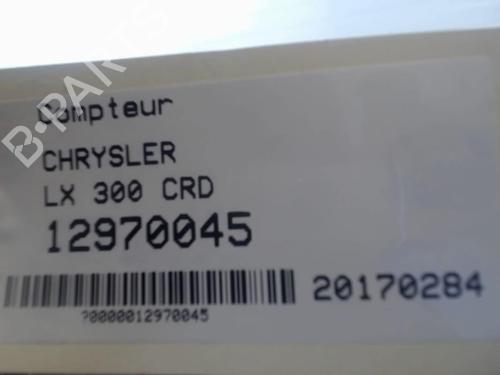 Compteur
CHRYSLER
LX 300 CRD
12970045
20170284
?0000012970045
B-PARTS